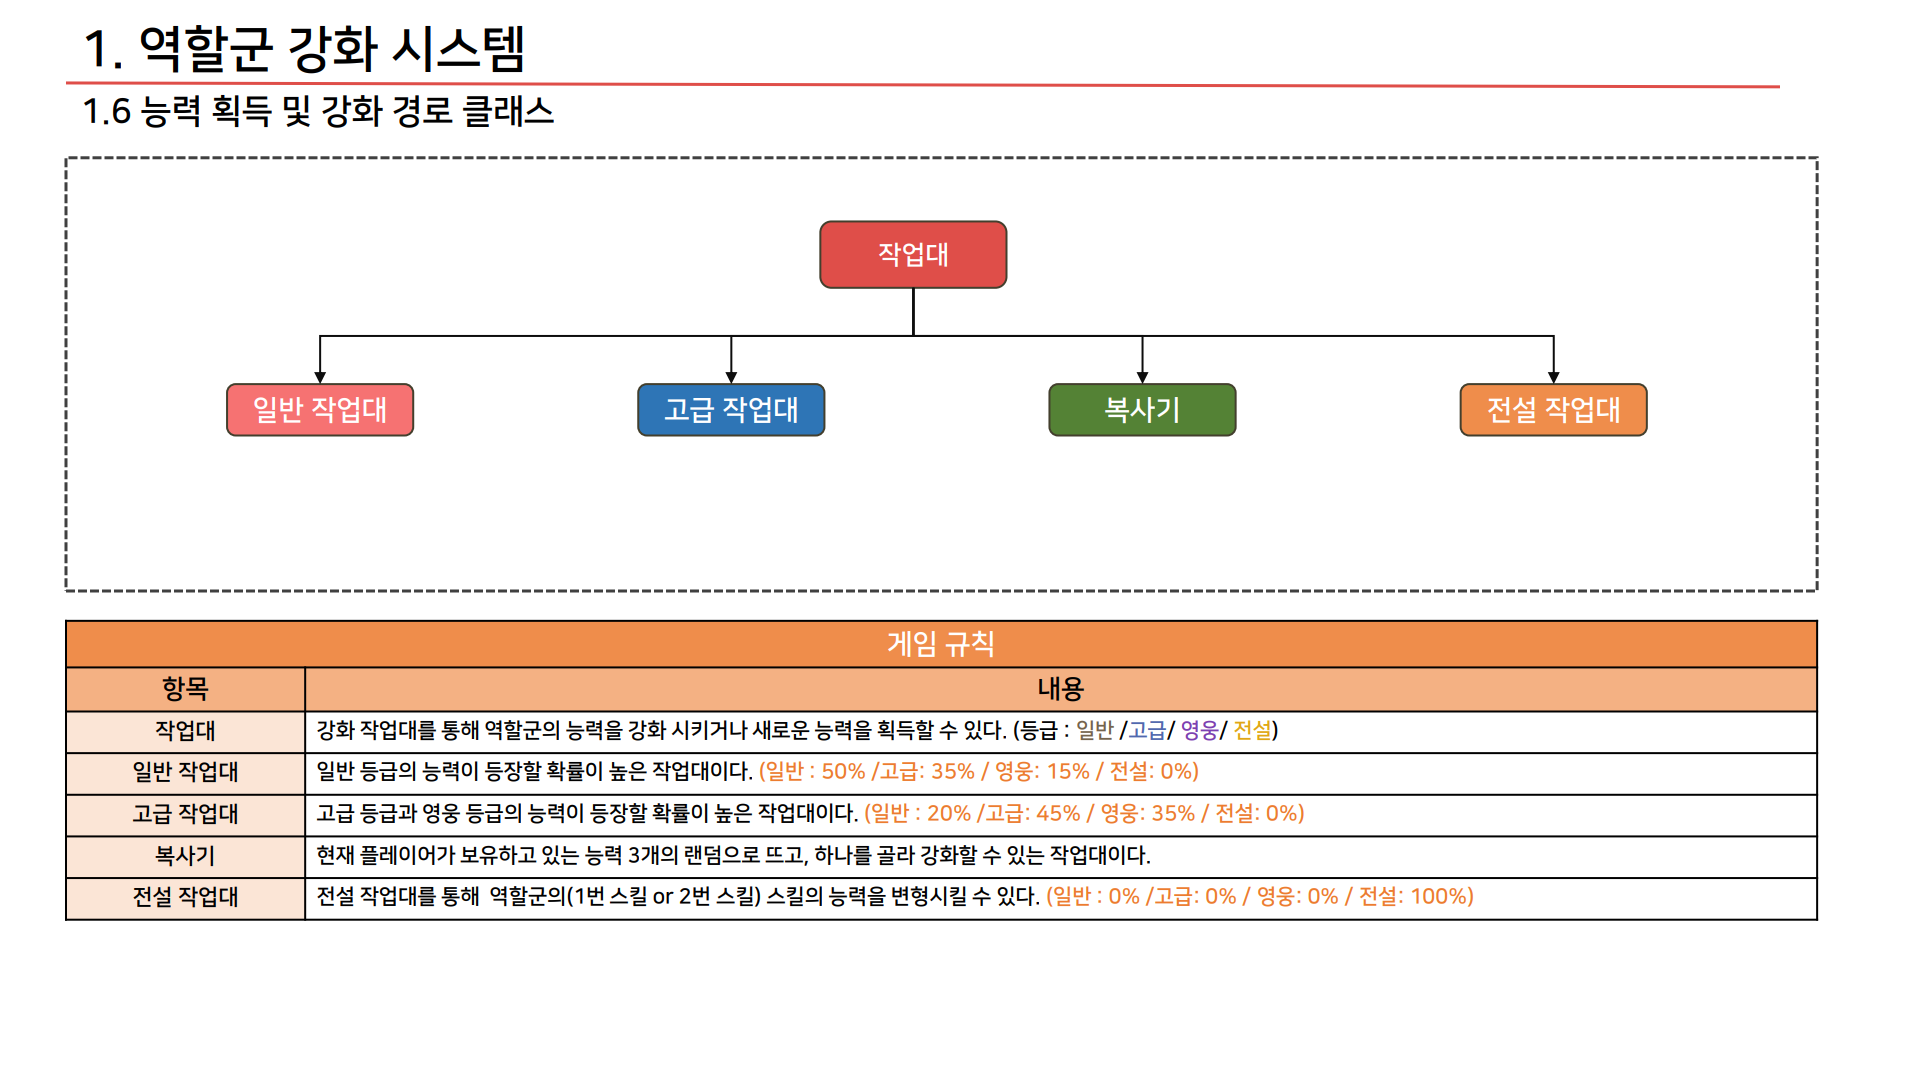 1. 역할군 강화 시스템
1.6 능력 획득 및 강화 경로 클래스
작업대
일반 작업대
고급 작업대
복사기
전설 작업대
게임 규칙
항목
내용
작업대
강화 작업대를 통해 역할군의 능력을 강화 시키거나 새로운 능력을 획득할 수 있다. (등급 : 일반 /고급/ 영웅/ 전설)
일반 작업대
일반 등급의 능력이 등장할 확률이 높은 작업대이다. (일반 : 50% /고급: 35% / 영웅: 15% / 전설: 0%)
고급 작업대
고급 등급과 영웅 등급의 능력이 등장할 확률이 높은 작업대이다. (일반 : 20% /고급: 45% / 영웅: 35% / 전설: 0%)
복사기
현재 플레이어가 보유하고 있는 능력 3개의 랜덤으로 뜨고, 하나를 골라 강화할 수 있는 작업대이다.
전설 작업대
전설 작업대를 통해  역할군의(1번 스킬 or 2번 스킬) 스킬의 능력을 변형시킬 수 있다. (일반 : 0% /고급: 0% / 영웅: 0% / 전설: 100%)